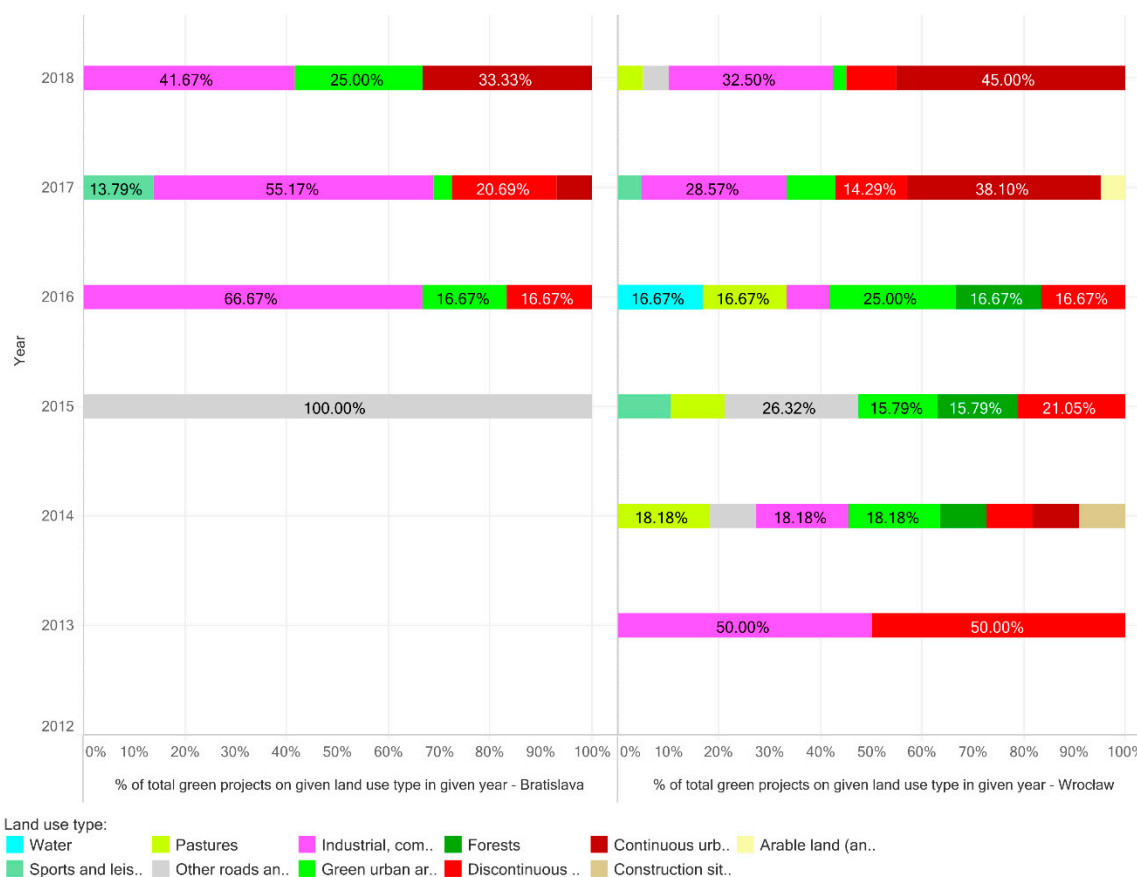 2018
41.67% 25.00% 33.33% 32.50% 45.00%
2017
13.79% 55.17% 20.69% 28.57% 14.29% 38.10%
2016
66.67% 16.67% 16.67% 16.67% 16.67% 25.00% 16.67% 16.67%
Year
2015
100.00% 26.32% 15.79% 15.79% 21.05%
2014
18.18% 18.18% 18.18%
2013
50.00% 50.00%
2012
0% 10% 20% 30% 40% 50% 60% 70% 80% 90% 100% 0% 10% 20% 30% 40% 50% 60% 70% 80% 90% 100%
% of total green projects on given land use type in given year - Bratislava % of total green projects on given land use type in given year - Wrocław
Land use type:
Water Pastures Industrial, com.. Forests Continuous urb.. Arable land (an..
Sports and leis.. Other roads an.. Green urban ar.. Discontinuous .. Construction sit..